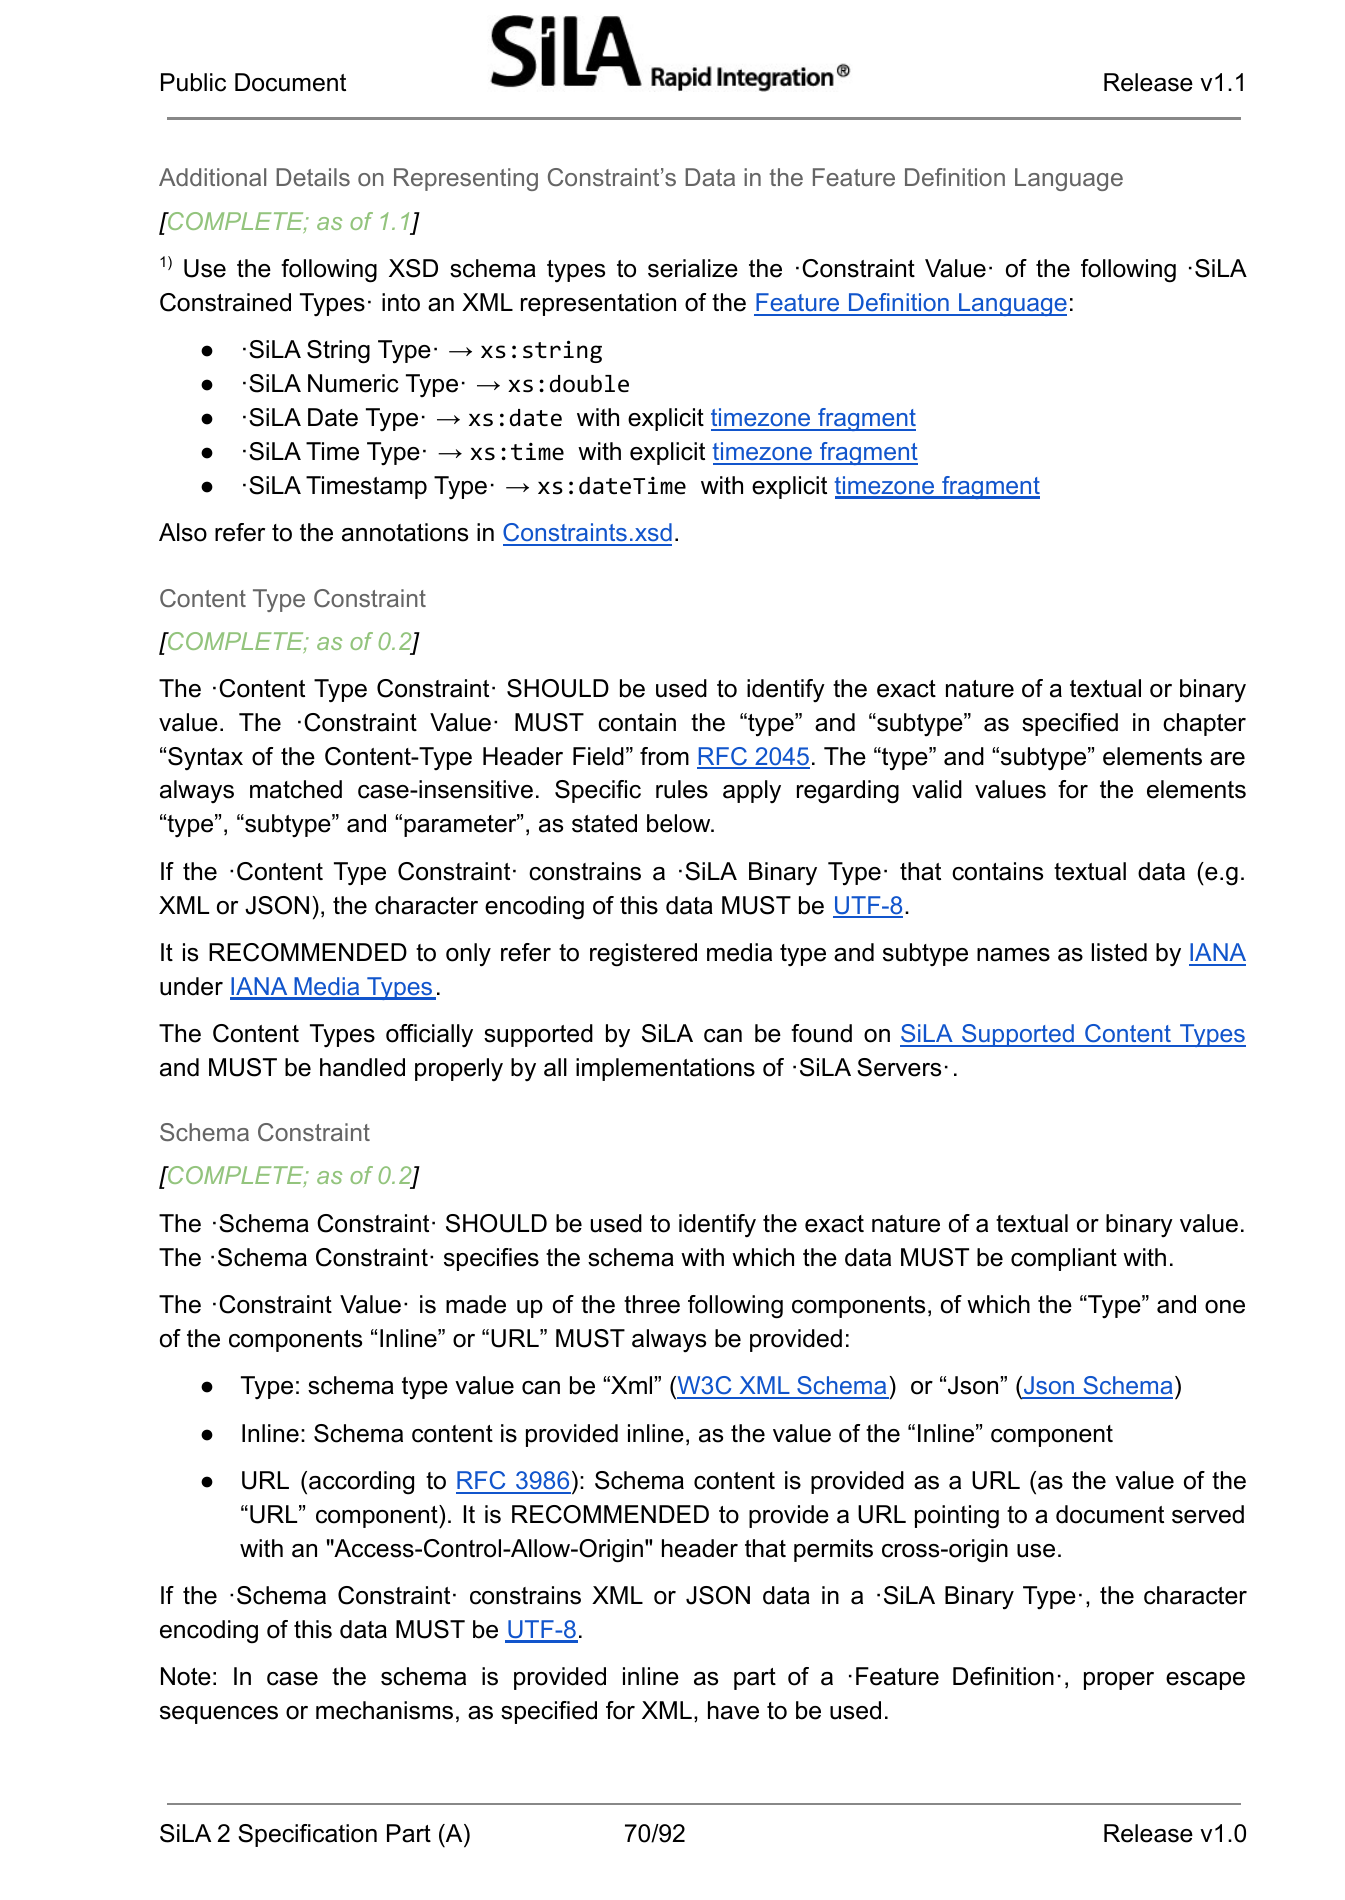 Public Document
SiLA Rapid Integration®
Release v1.1
Additional Details on Representing Constraint’s Data in the Feature Definition Language
[COMPLETE; as of 1.1]
1) Use the following XSD schema types to serialize the ·Constraint Value· of the following ·SiLA
Constrained Types· into an XML representation of the Feature Definition Language:
● ·SiLA String Type· → xs:string
● ·SiLA Numeric Type· → xs:double
● ·SiLA Date Type· → xs:date with explicit timezone fragment
● ·SiLA Time Type· → xs:time with explicit timezone fragment
● ·SiLA Timestamp Type· → xs:dateTime with explicit timezone fragment
Also refer to the annotations in Constraints.xsd.
Content Type Constraint
[COMPLETE; as of 0.2]
The ·Content Type Constraint· SHOULD be used to identify the exact nature of a textual or binary
value. The ·Constraint Value· MUST contain the “type” and “subtype” as specified in chapter
“Syntax of the Content-Type Header Field” from RFC 2045. The “type” and “subtype” elements are
always matched case-insensitive. Specific rules apply regarding valid values for the elements
“type”, “subtype” and “parameter”, as stated below.
If the ·Content Type Constraint· constrains a ·SiLA Binary Type· that contains textual data (e.g.
XML or JSON), the character encoding of this data MUST be UTF-8.
It is RECOMMENDED to only refer to registered media type and subtype names as listed by IANA
under IANA Media Types.
The Content Types officially supported by SiLA can be found on SiLA Supported Content Types
and MUST be handled properly by all implementations of ·SiLA Servers·.
Schema Constraint
[COMPLETE; as of 0.2]
The ·Schema Constraint· SHOULD be used to identify the exact nature of a textual or binary value.
The ·Schema Constraint· specifies the schema with which the data MUST be compliant with.
The ·Constraint Value· is made up of the three following components, of which the “Type” and one
of the components “Inline” or “URL” MUST always be provided:
● Type: schema type value can be “Xml” (W3C XML Schema) or “Json” (Json Schema)
● Inline: Schema content is provided inline, as the value of the “Inline” component
● URL (according to RFC 3986): Schema content is provided as a URL (as the value of the
“URL” component). It is RECOMMENDED to provide a URL pointing to a document served
with an "Access-Control-Allow-Origin" header that permits cross-origin use.
If the ·Schema Constraint· constrains XML or JSON data in a ·SiLA Binary Type·, the character
encoding of this data MUST be UTF-8.
Note: In case the schema is provided inline as part of a ·Feature Definition·, proper escape
sequences or mechanisms, as specified for XML, have to be used.
SiLA 2 Specification Part (A)
70/92
Release v1.0